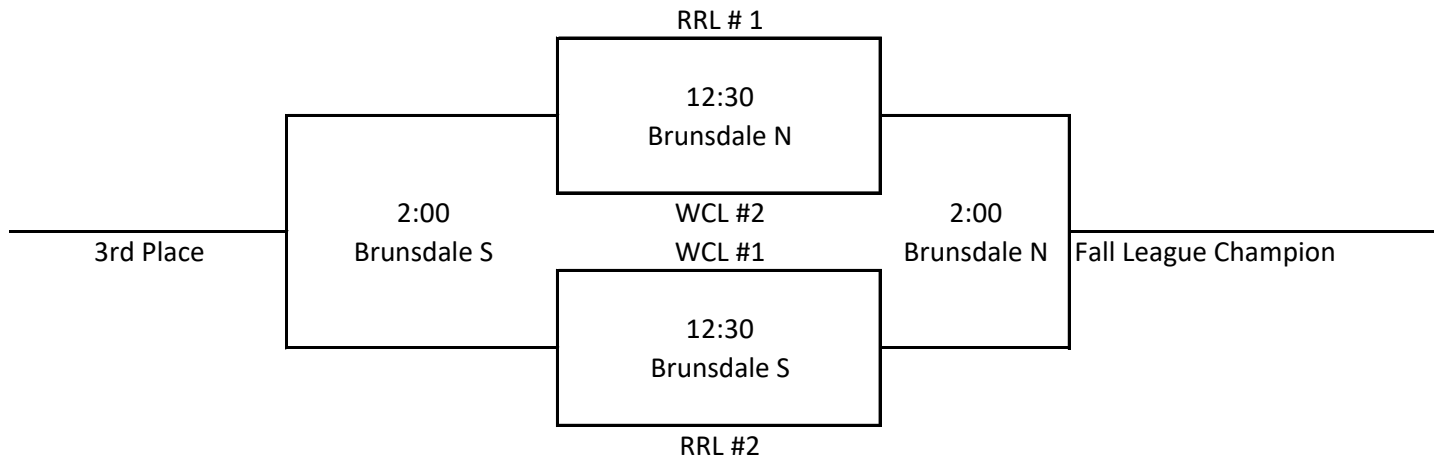 RRL # 1
12:30
Brunsdale N
2:00
WCL #2
2:00
3rd Place
Brunsdale S
WCL #1
Brunsdale N
Fall League Champion
12:30
Brunsdale S
RRL #2